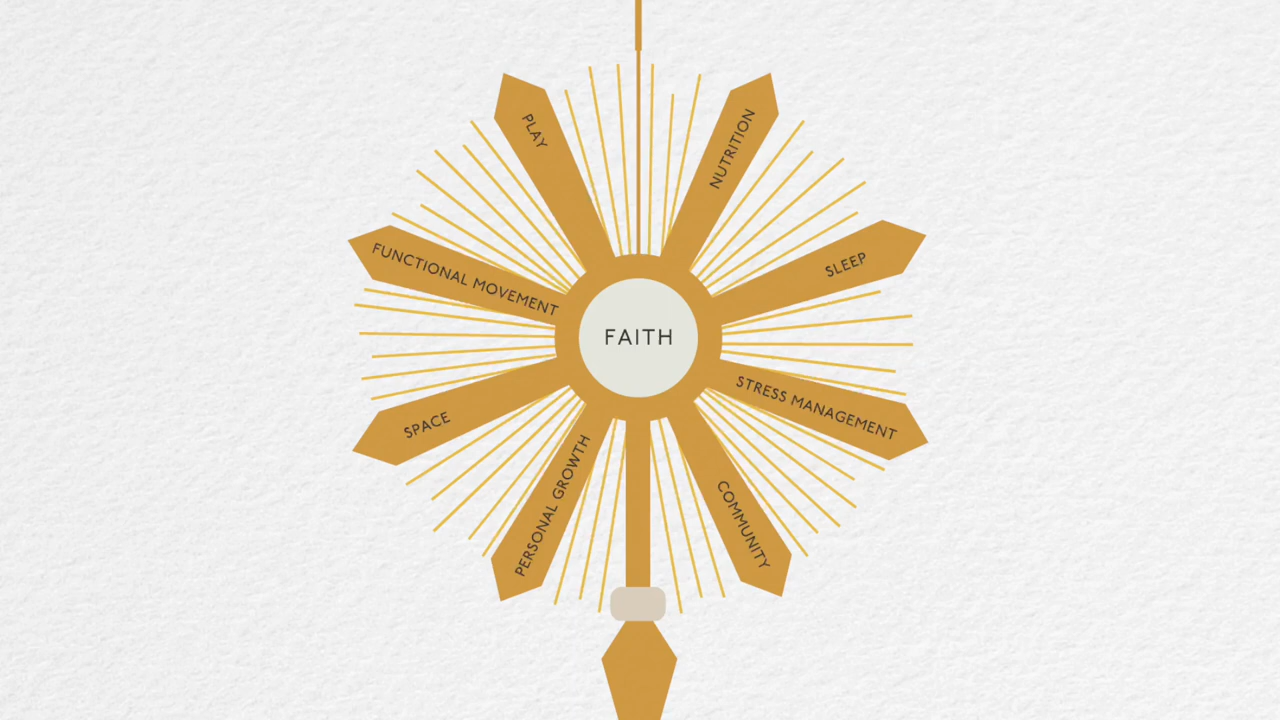 PLAY
NUTRITION
FUNCTIONAL MOVEMENT
SLEEP
FAITH
STRESS MANAGEMENT
SPACE
PERSONAL GROWTH
COMMUNITY